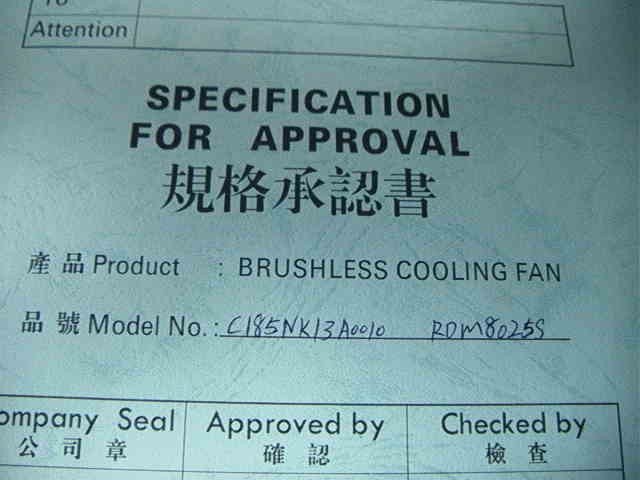 To
Attention
SPECIFICATION
FOR APPROVAL
規格承認書
產品 Product : BRUSHLESS COOLING FAN
品號 Model No.: C185NK13A0010 RDM8025S
ompany Seal Approved by Checked by
公司章 確認 檢查